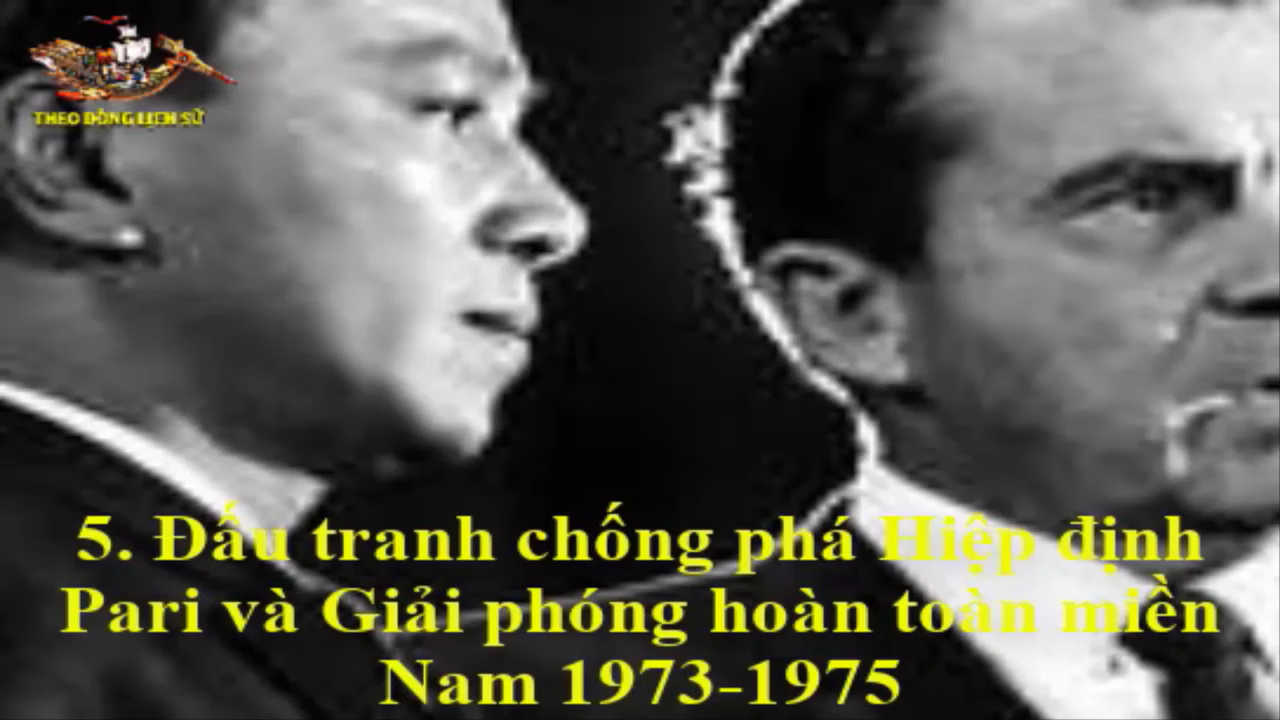 THEO DÒNG LỊCH SỬ
5. Đấu tranh chống phá Hiệp định
Pari và Giải phóng hoàn toàn miền
Nam 1973-1975